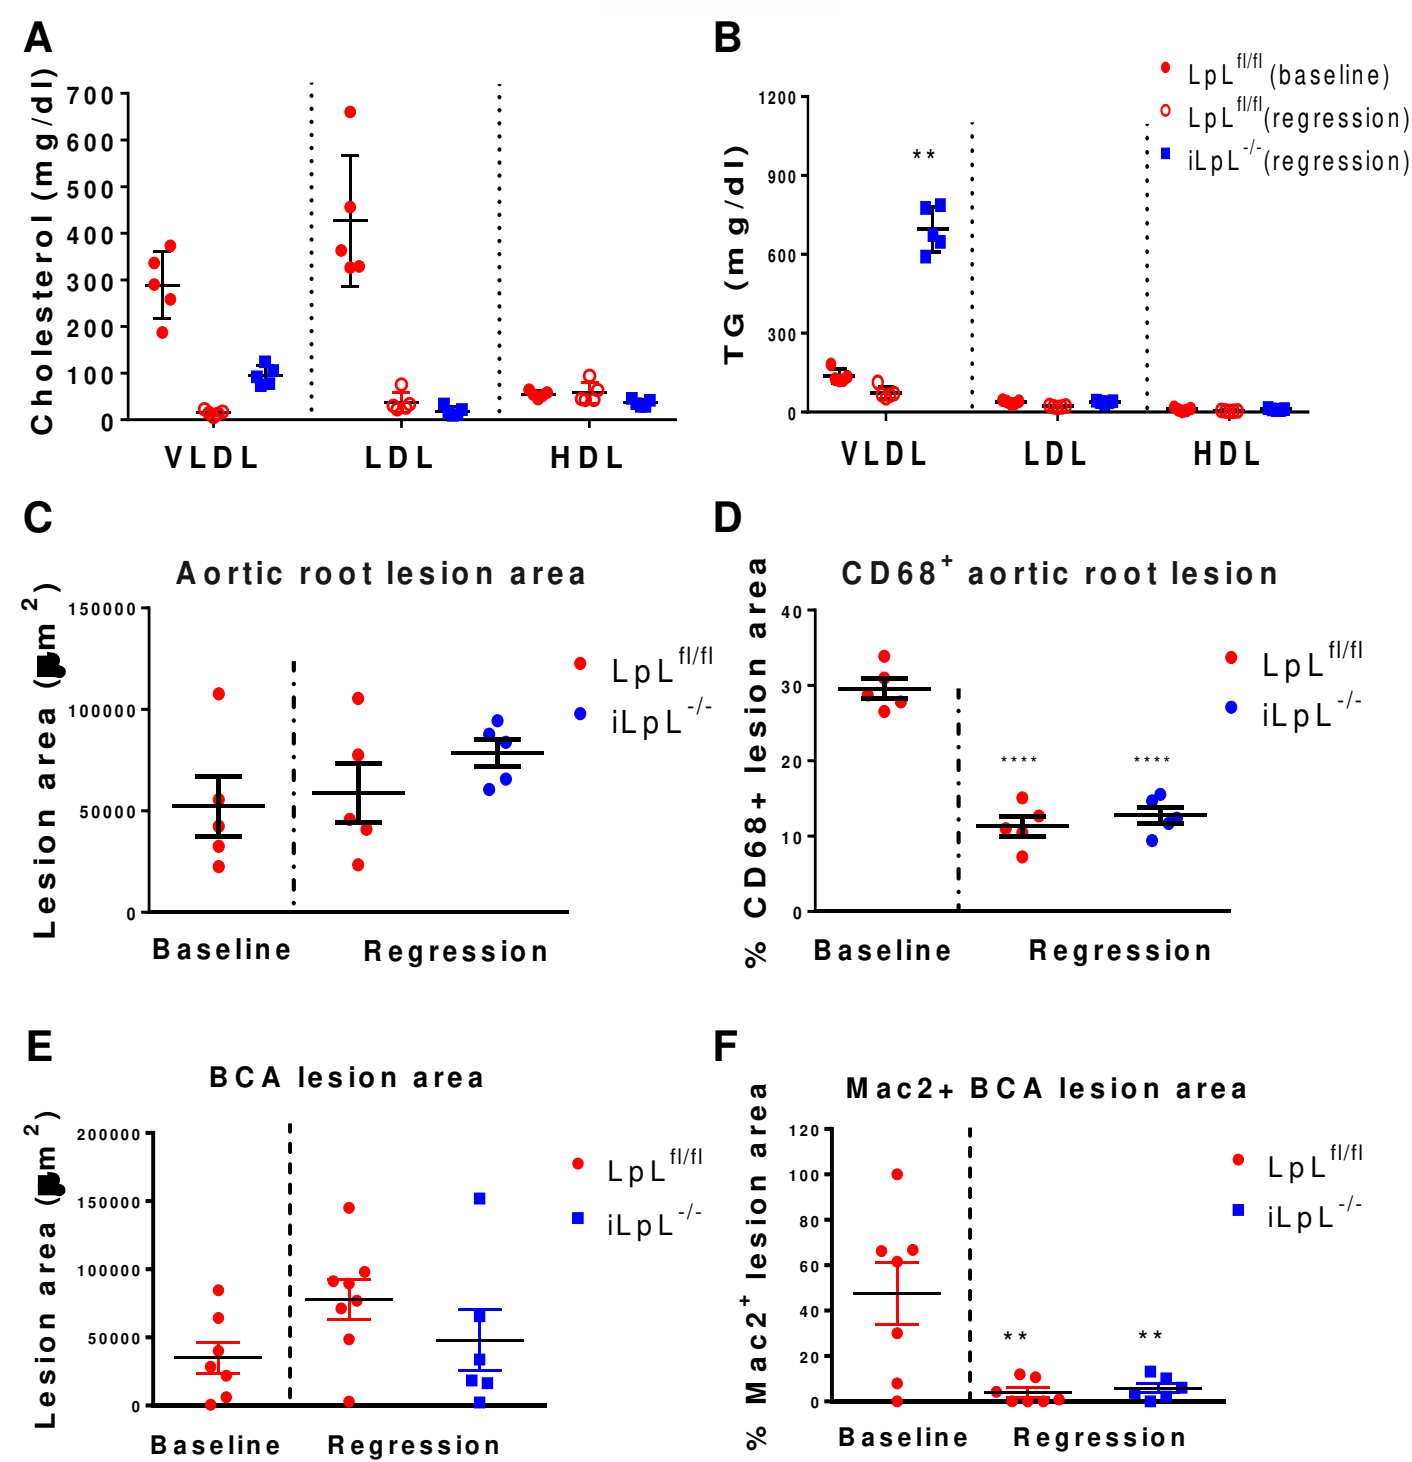 A
Cholesterol (mg/dl)
700
600
500
400
300
200
100
0
VLDL LDL HDL
B
TG (mg/dl)
1200
900
600
300
0
**
VLDL LDL HDL
LpL^fl/fl (baseline)
LpL^fl/fl (regression)
iLpL^-/- (regression)
C
Aortic root lesion area
Lesion area (μm²)
150000
100000
50000
0
Baseline Regression
LpL^fl/fl
iLpL^-/-
D
CD68⁺ aortic root lesion
% CD68+ lesion area
40
30
20
10
0
**** ****
Baseline Regression
LpL^fl/fl
iLpL^-/-
E
BCA lesion area
Lesion area (μm²)
200000
150000
100000
50000
0
Baseline Regression
LpL^fl/fl
iLpL^-/-
F
Mac2+ BCA lesion area
% Mac2⁺ lesion area
120
100
80
60
40
20
0
** **
Baseline Regression
LpL^fl/fl
iLpL^-/-